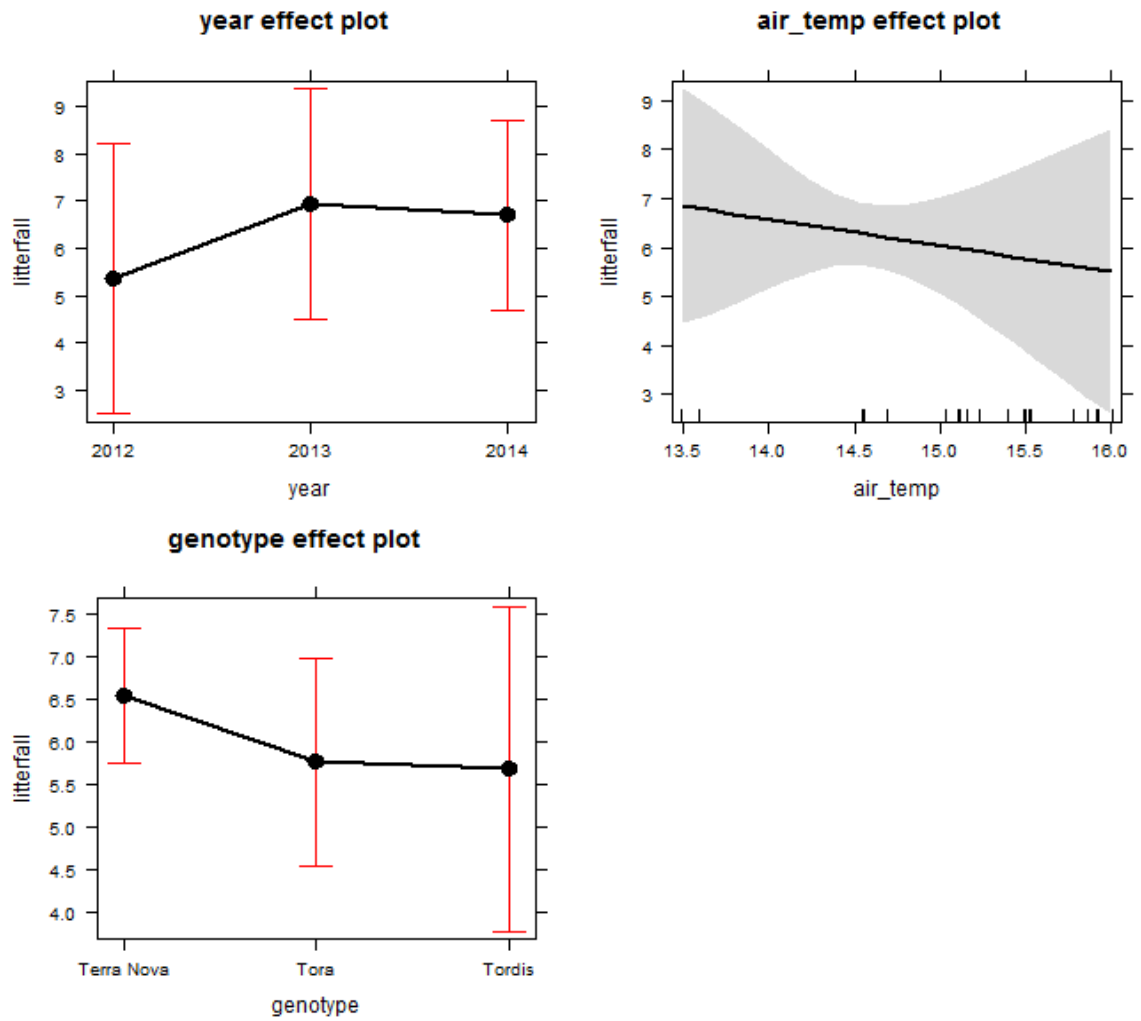 year effect plot
9
8
7
6
5
4
3
litterfall
2012 2013 2014
year
air_temp effect plot
9
8
7
6
5
4
3
litterfall
13.5 14.0 14.5 15.0 15.5 16.0
air_temp
genotype effect plot
7.5
7.0
6.5
6.0
5.5
5.0
4.5
4.0
litterfall
Terra Nova Tora Tordis
genotype